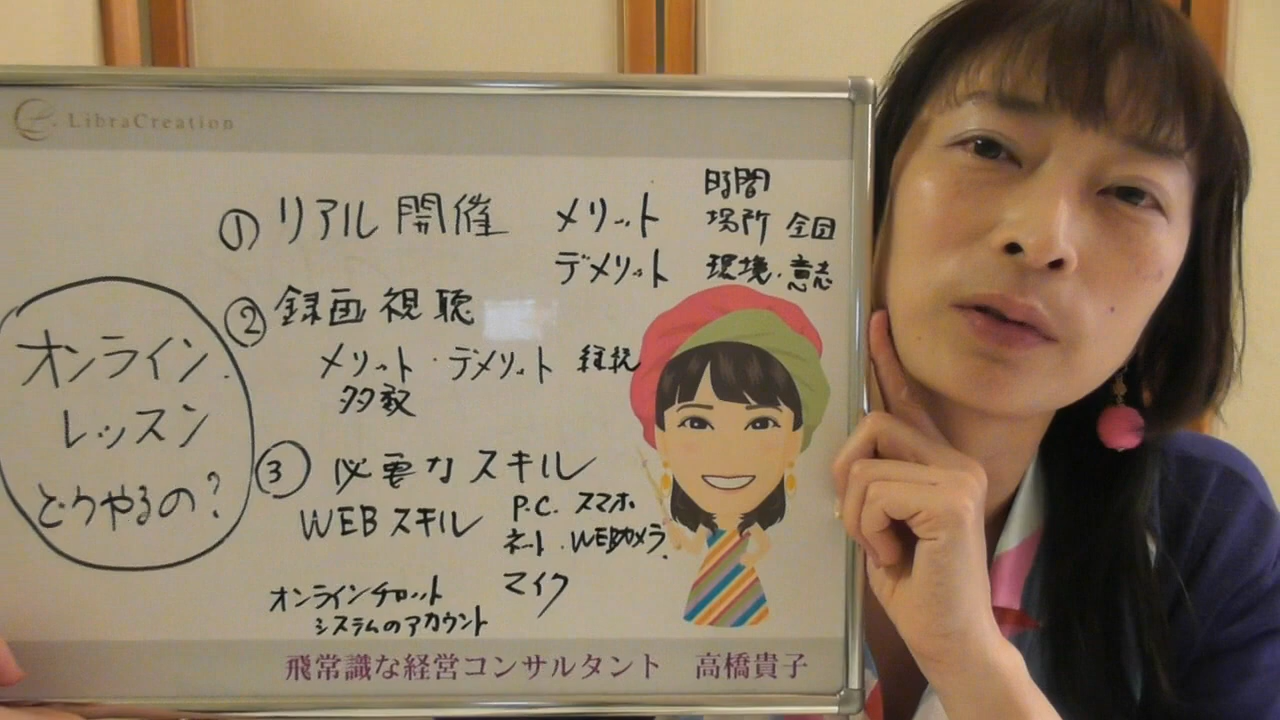 LibraCreation
オンライン
レッスン
どうやるの?
の リアル 開催
メリット 時間
場所 全国
デメリット 環境・意志
② 録画視聴
メリット・デメリット
多数
③ 必要なスキル
WEBスキル P.C. スマホ
ネット・WEBカメラ.
マイク
オンラインチャット
システムのアカウント
飛常識な経営コンサルタント 高橋貴子